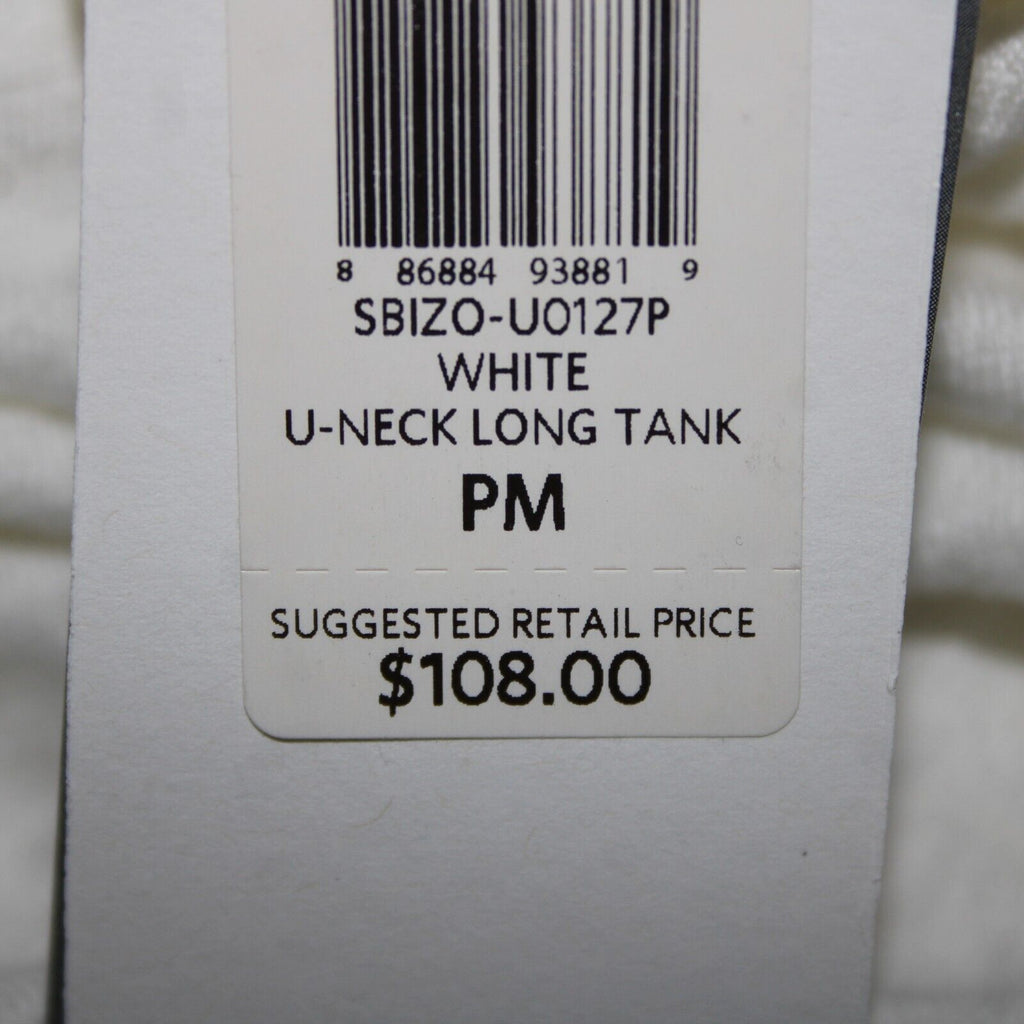 8 86884 93881 9
SBIZO-U0127P
WHITE
U-NECK LONG TANK
PM
SUGGESTED RETAIL PRICE
$108.00